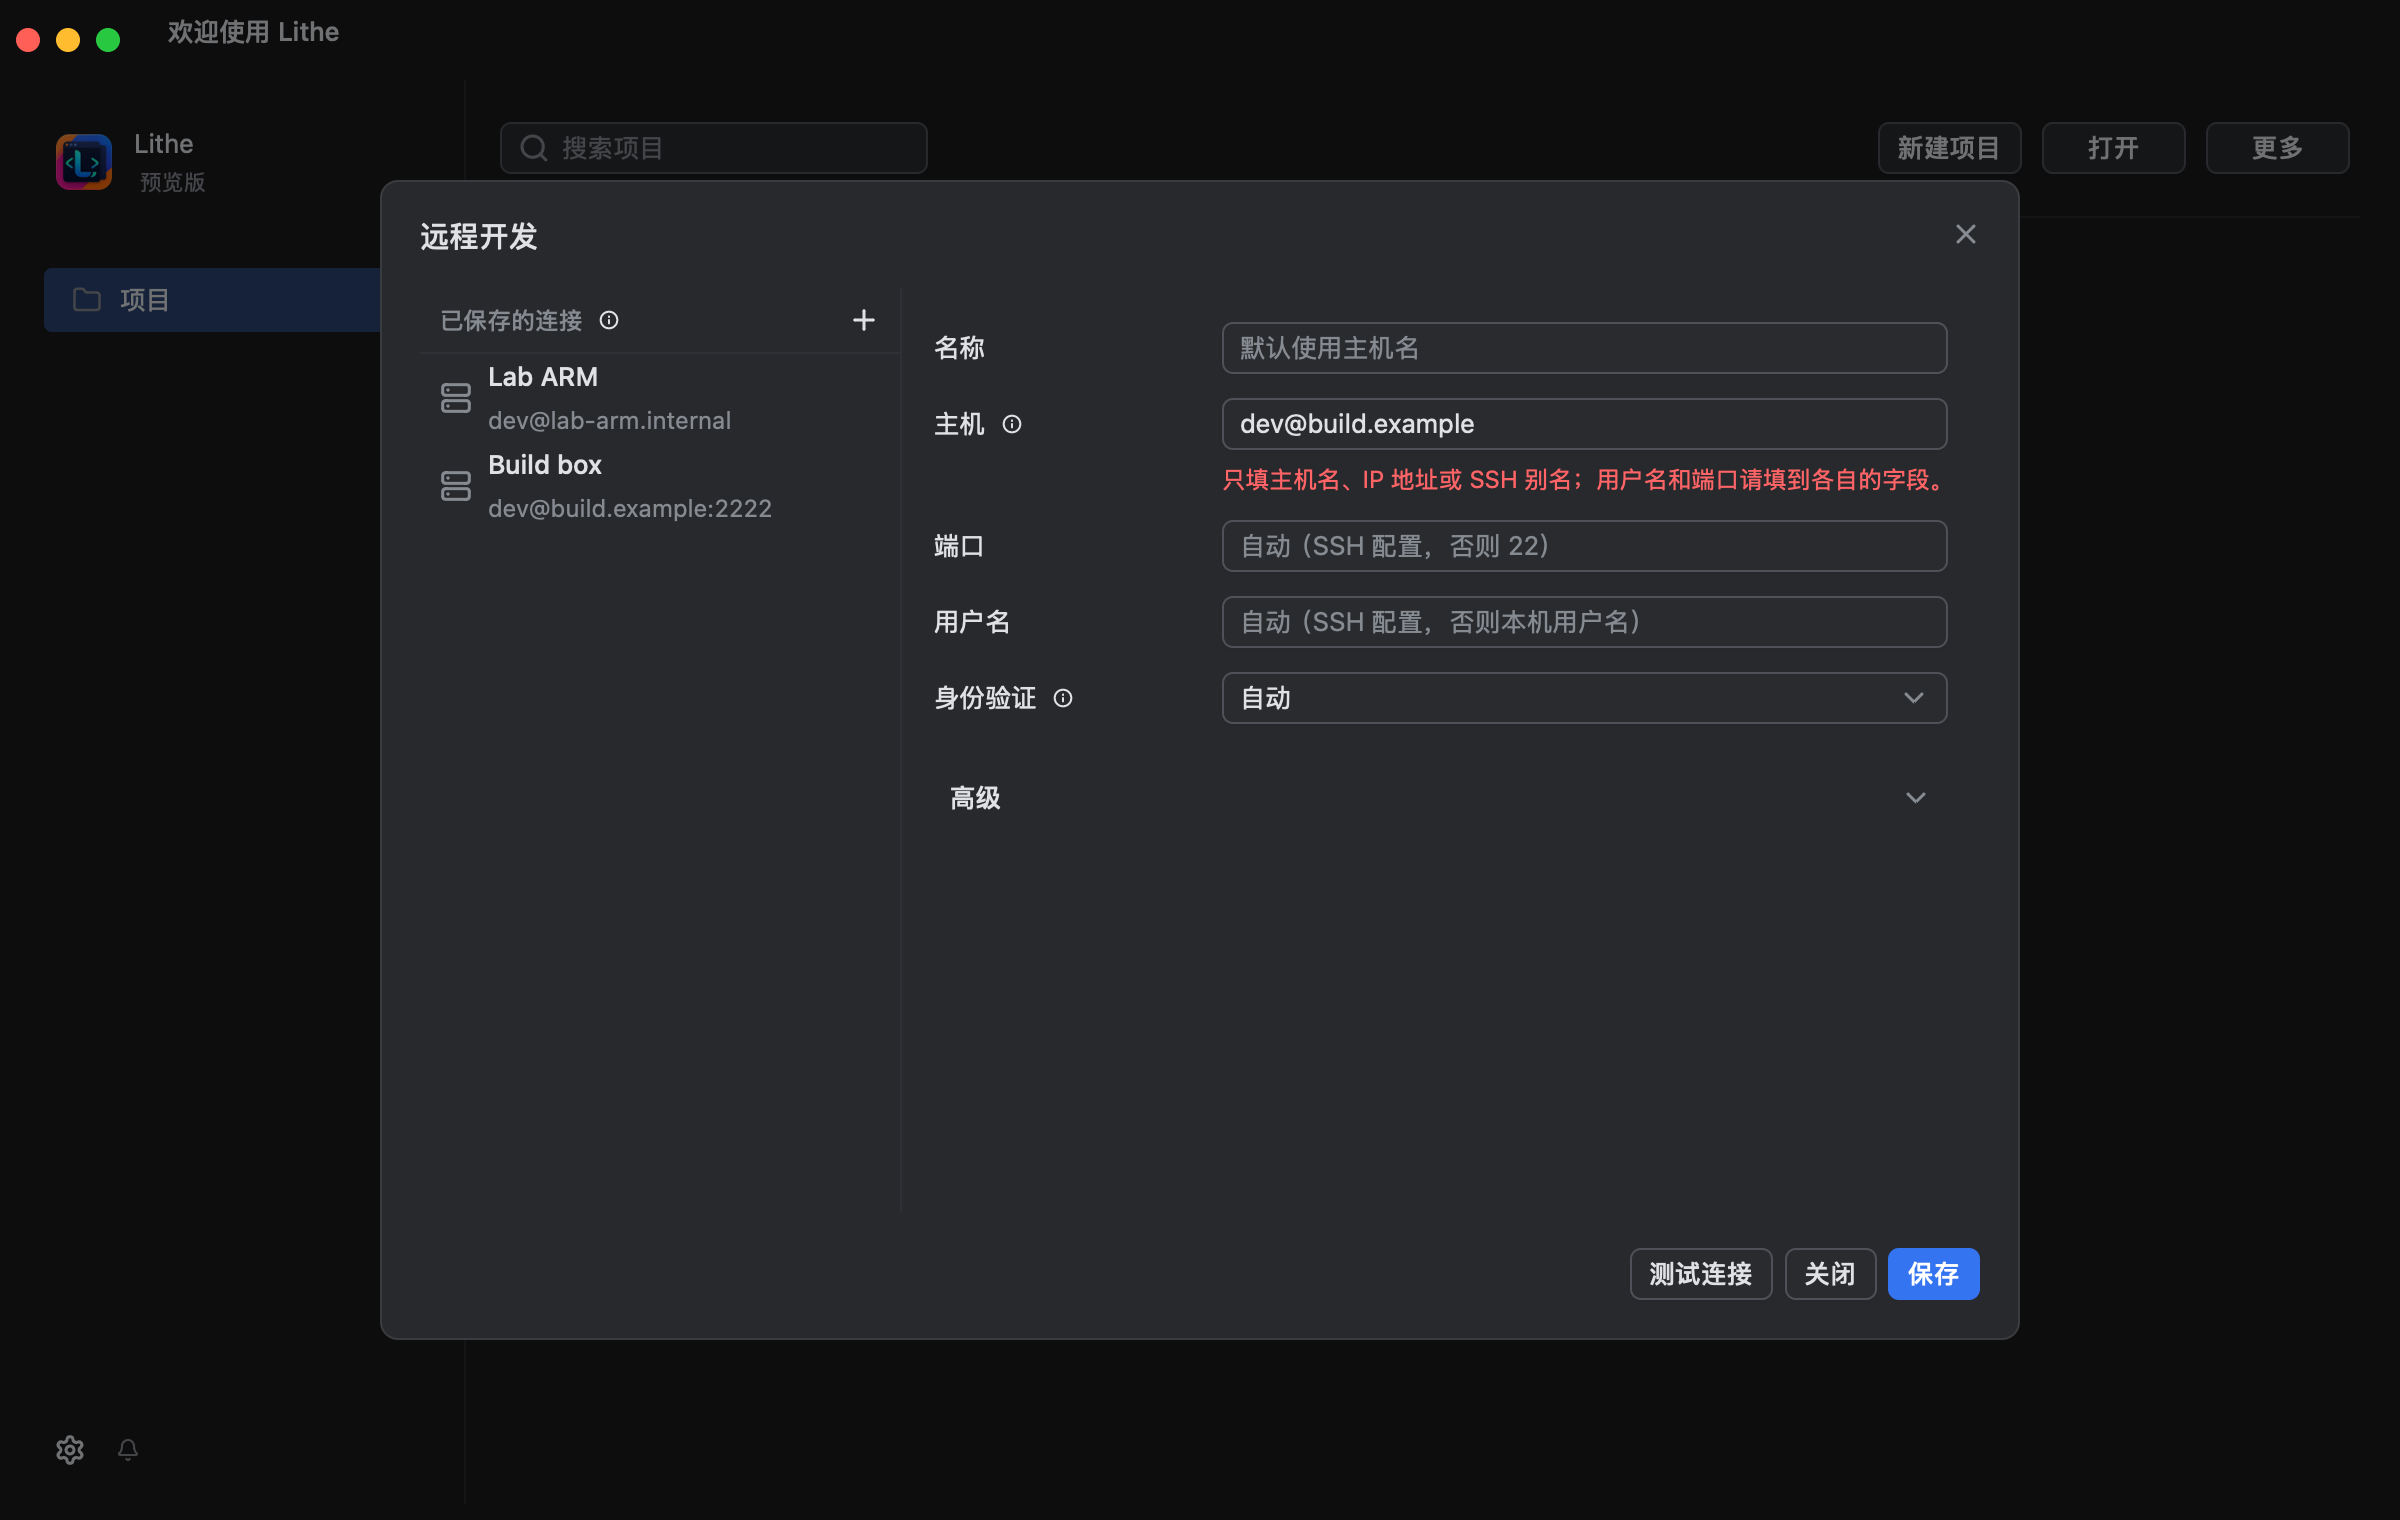 欢迎使用 Lithe
Lithe
预览版
搜索项目
新建项目
打开
更多
项目
远程开发
已保存的连接
Lab ARM
dev@lab-arm.internal
Build box
dev@build.example:2222
名称
默认使用主机名
主机
dev@build.example
只填主机名、IP 地址或 SSH 别名；用户名和端口请填到各自的字段。
端口
自动（SSH 配置，否则 22）
用户名
自动（SSH 配置，否则本机用户名）
身份验证
自动
高级
测试连接
关闭
保存